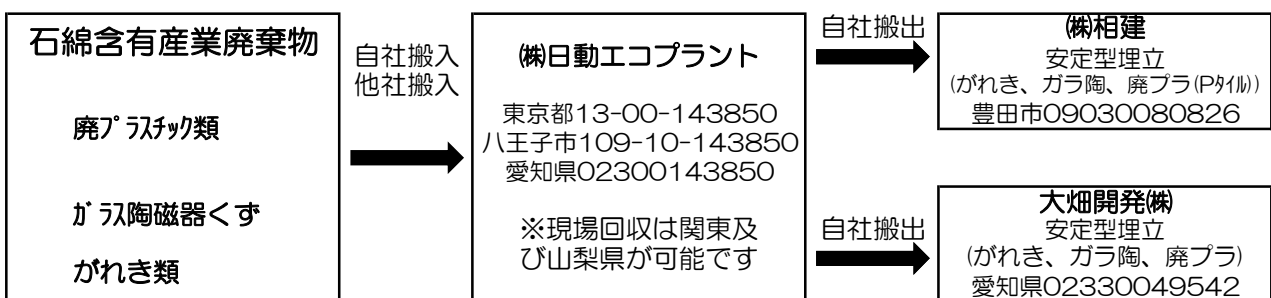 石綿含有産業廃棄物
廃プラスチック類
ガラス陶磁器くず
がれき類
自社搬入
他社搬入
㈱日動エコプラント
東京都13-00-143850
八王子市109-10-143850
愛知県02300143850
※現場回収は関東及
び山梨県が可能です
自社搬出
㈱相建
安定型埋立
(がれき、ガラ陶、廃プラ(Pタイル))
豊田市09030080826
自社搬出
大畑開発㈱
安定型埋立
(がれき、ガラ陶、廃プラ)
愛知県02330049542